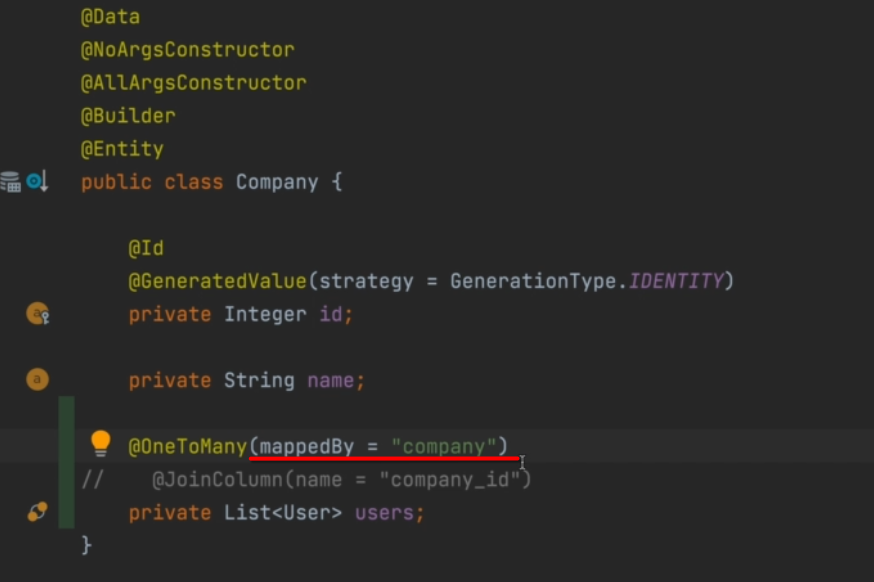 @Data
@NoArgsConstructor
@AllArgsConstructor
@Builder
@Entity
public class Company {
@Id
@GeneratedValue(strategy = GenerationType.IDENTITY)
private Integer id;
private String name;
@OneToMany(mappedBy = "company")
// @JoinColumn(name = "company_id")
private List<User> users;
}